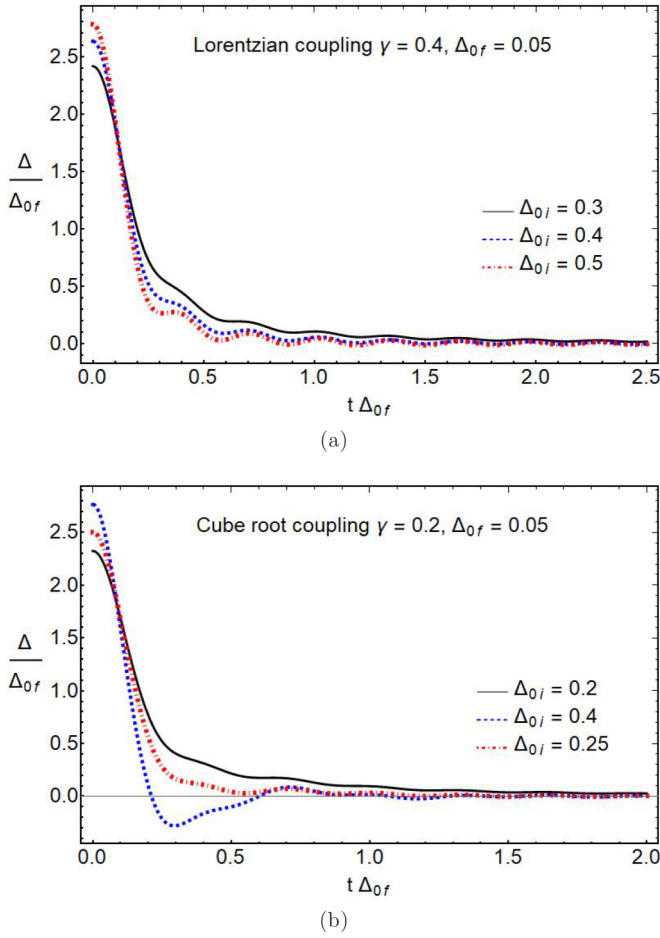 Lorentzian coupling γ = 0.4, Δ0f = 0.05
2.5
2.0
1.5
1.0
0.5
0.0
Δ
Δ0f
Δ0i = 0.3
Δ0i = 0.4
Δ0i = 0.5
0.0 0.5 1.0 1.5 2.0 2.5
t Δ0f
(a)
Cube root coupling γ = 0.2, Δ0f = 0.05
2.5
2.0
1.5
1.0
0.5
0.0
Δ
Δ0f
Δ0i = 0.2
Δ0i = 0.4
Δ0i = 0.25
0.0 0.5 1.0 1.5 2.0
t Δ0f
(b)